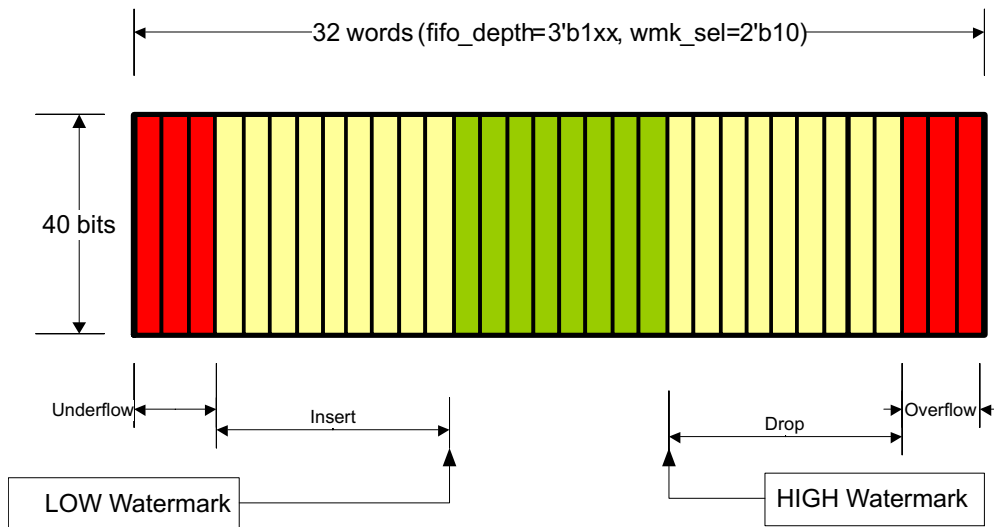 32 words (fifo_depth=3'b1xx, wmk_sel=2'b10)
40 bits
Underflow
Insert
Drop
Overflow
LOW Watermark
HIGH Watermark